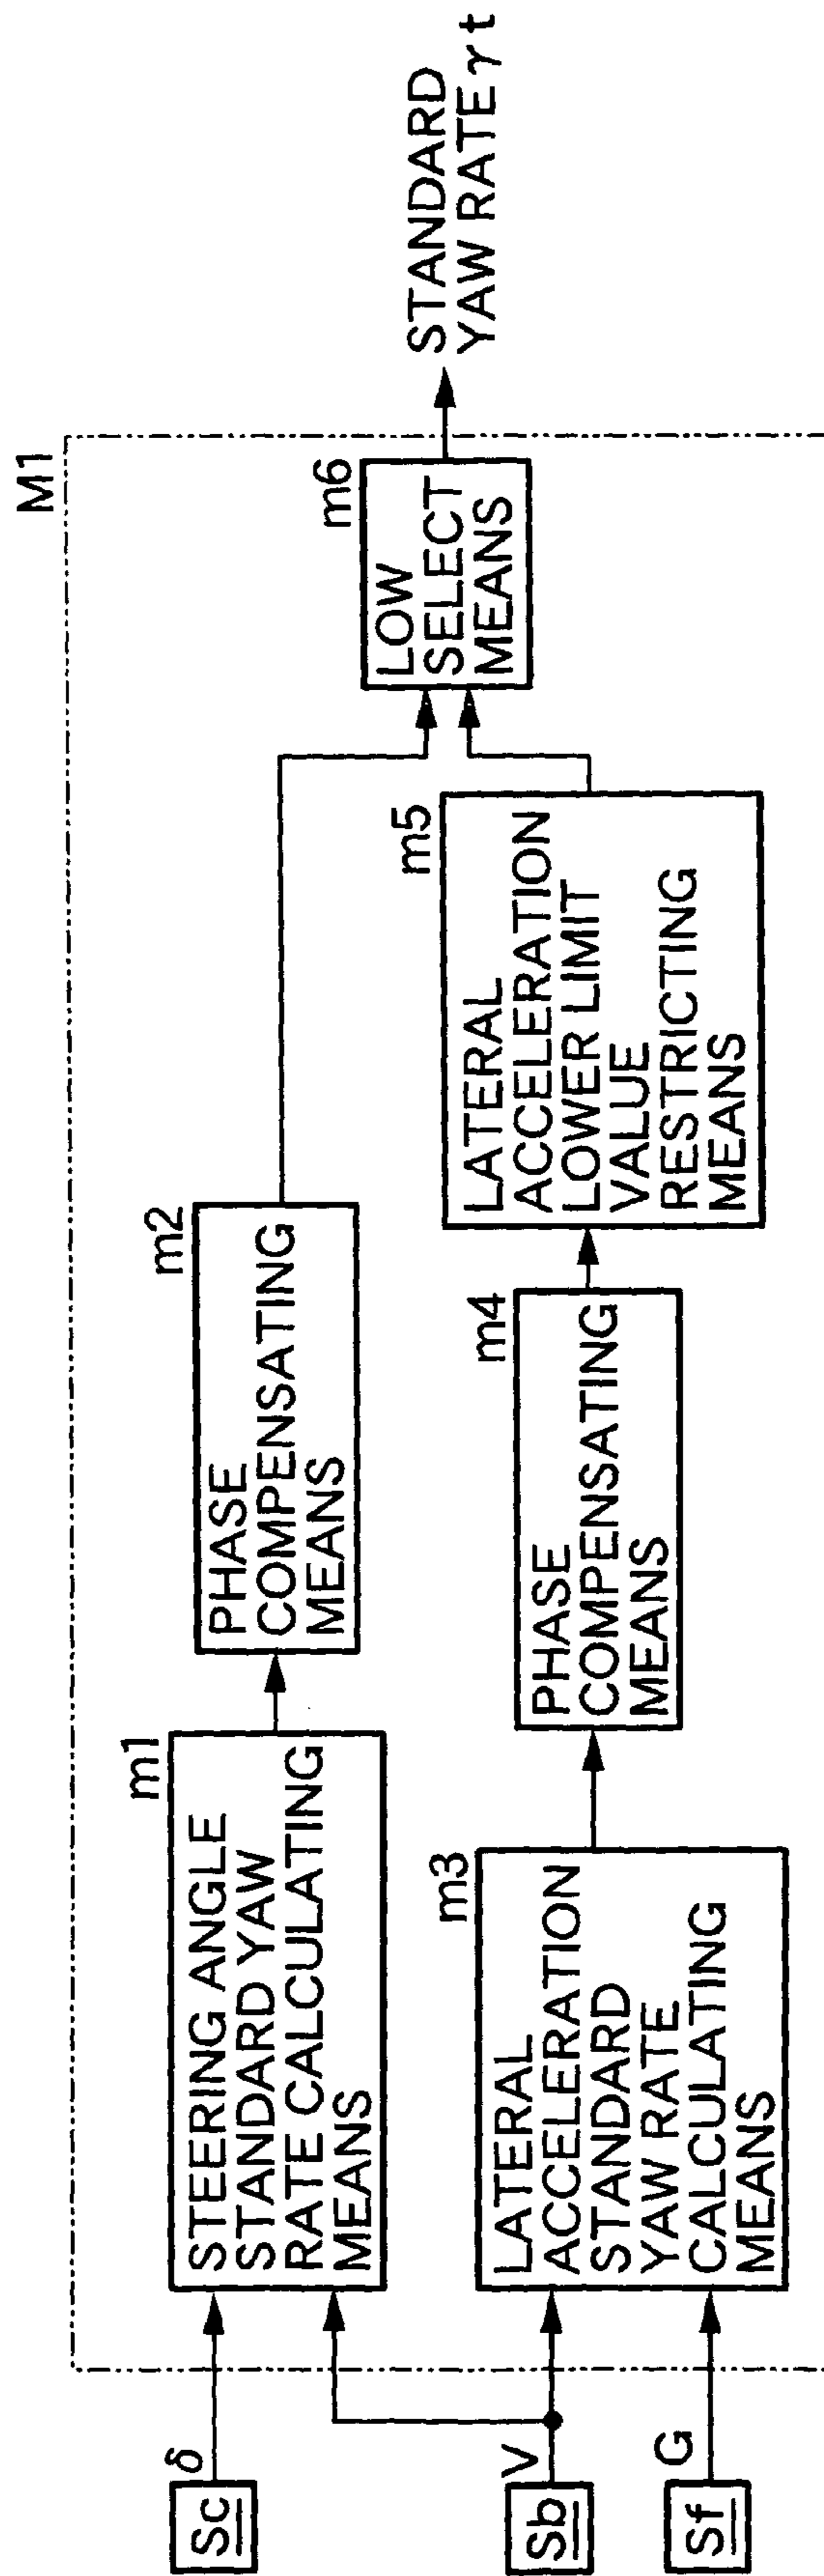 M1
Sc
δ
Sb
V
Sf
G
m1
STEERING ANGLE
STANDARD YAW
RATE CALCULATING
MEANS
m2
PHASE
COMPENSATING
MEANS
m3
LATERAL
ACCELERATION
STANDARD
YAW RATE
CALCULATING
MEANS
m4
PHASE
COMPENSATING
MEANS
m5
LATERAL
ACCELERATION
LOWER LIMIT
VALUE
RESTRICTING
MEANS
m6
LOW
SELECT
MEANS
STANDARD
YAW RATE γt